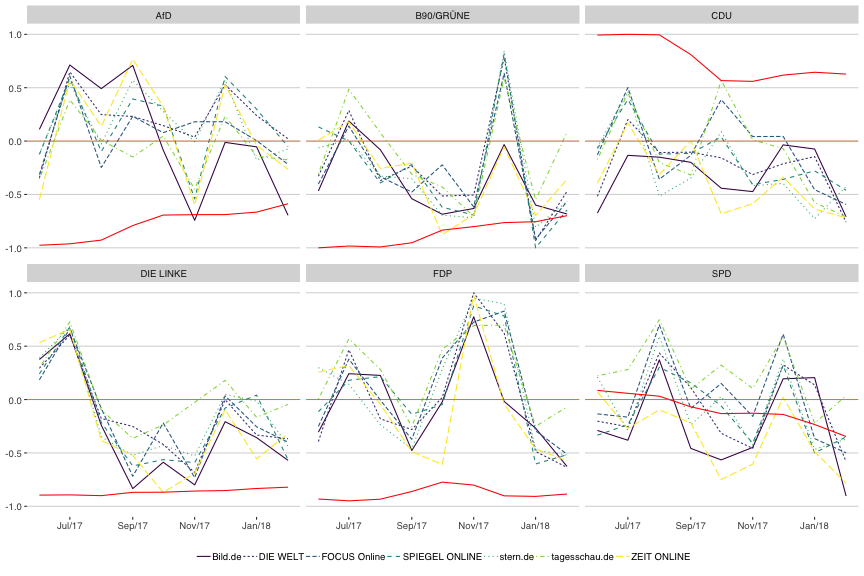 AfD B90/GRÜNE CDU
1.0
0.5
0.0
-0.5
-1.0
DIE LINKE FDP SPD
1.0
0.5
0.0
-0.5
-1.0
Jul/17 Sep/17 Nov/17 Jan/18 Jul/17 Sep/17 Nov/17 Jan/18 Jul/17 Sep/17 Nov/17 Jan/18
Bild.de DIE WELT FOCUS Online SPIEGEL ONLINE stern.de tagesschau.de ZEIT ONLINE